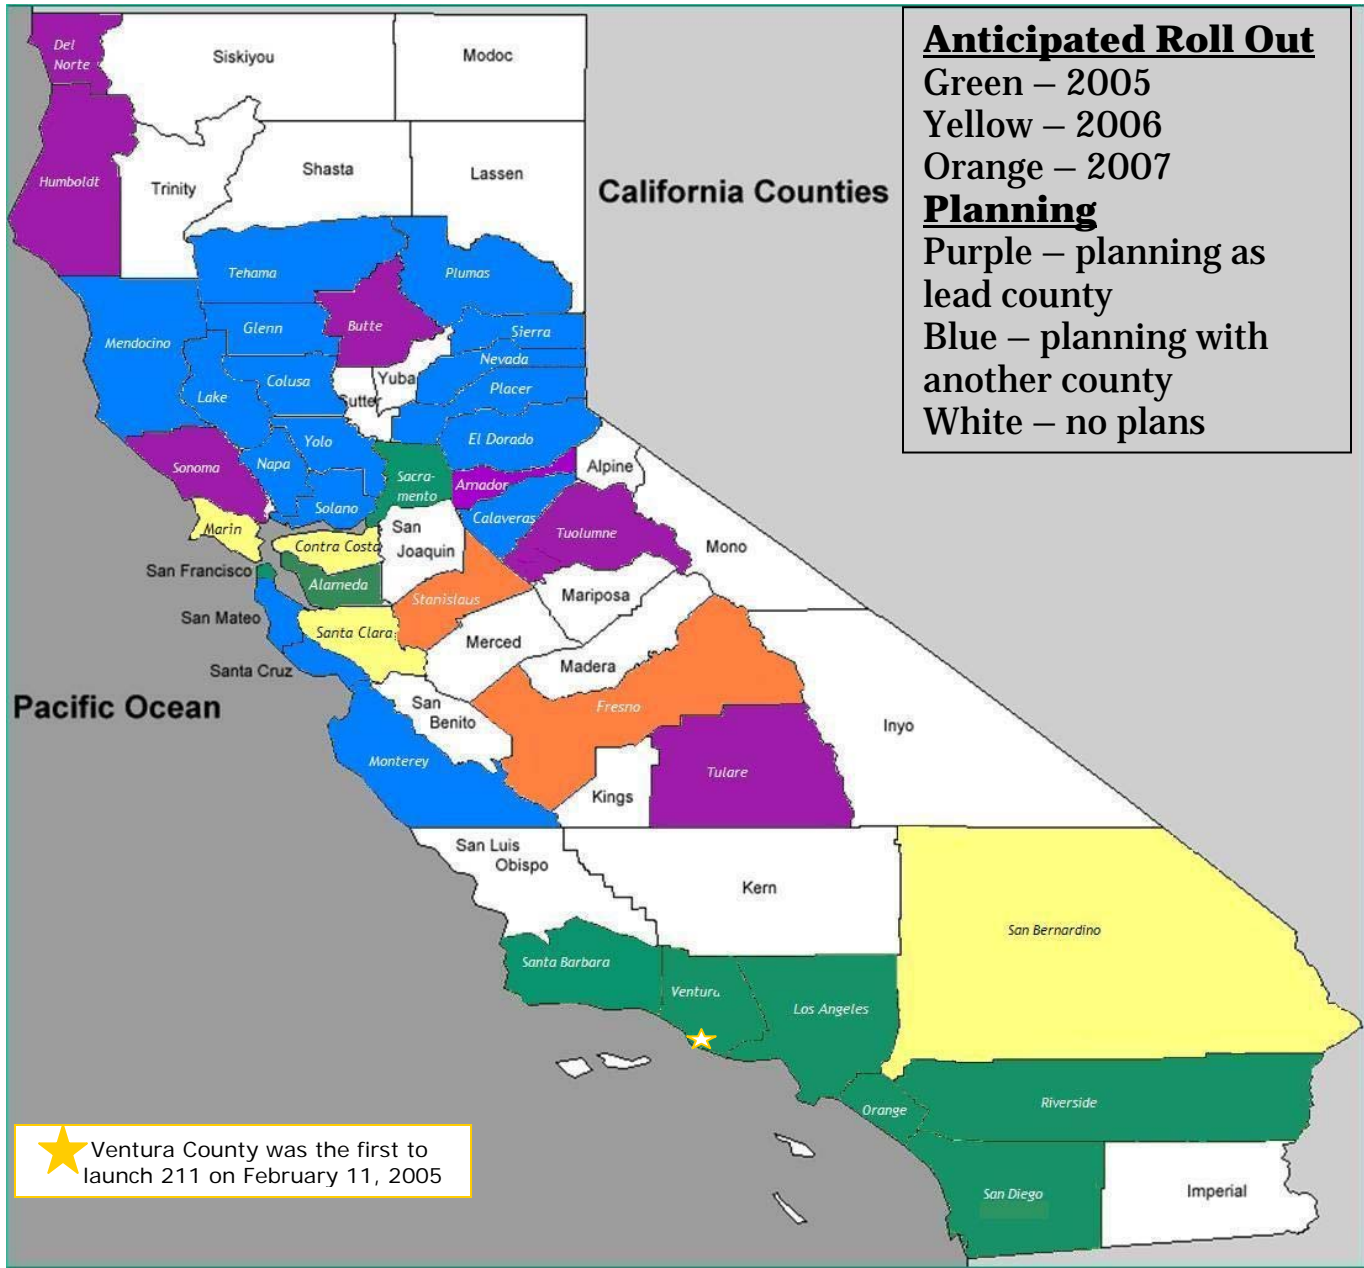 Anticipated Roll Out
Green – 2005
Yellow – 2006
Orange – 2007
Planning
Purple – planning as
lead county
Blue – planning with
another county
White – no plans
California Counties
Pacific Ocean
Del
Norte
Siskiyou
Modoc
Humboldt
Trinity
Shasta
Lassen
Tehama
Plumas
Mendocino
Glenn
Butte
Sierra
Nevada
Lake
Colusa
Yuba
Sutter
Placer
El Dorado
Sonoma
Napa
Yolo
Sacra-
mento
Amador
Alpine
Solano
Calaveras
Marin
Contra Costa
San
Joaquin
Tuolumne
Mono
San Francisco
Alameda
Stanislaus
Mariposa
San Mateo
Santa Clara
Merced
Santa Cruz
Madera
San
Benito
Fresno
Inyo
Monterey
Kings
Tulare
San Luis
Obispo
Kern
San Bernardino
Santa Barbara
Ventura
Los Angeles
Orange
Riverside
San Diego
Imperial
Ventura County was the first to
launch 211 on February 11, 2005